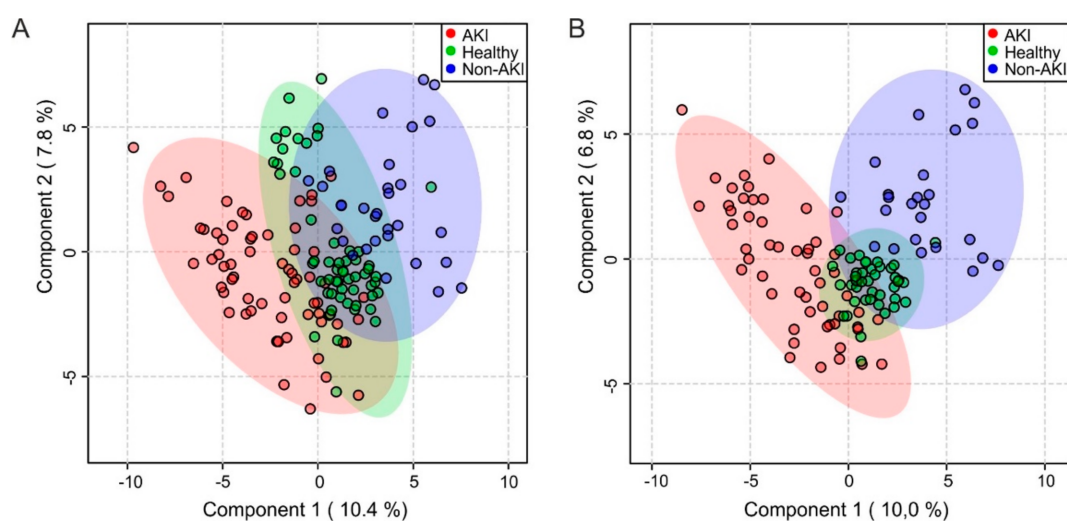 A
AKI
Healthy
Non-AKI
Component 2 ( 7.8 %)
5
0
-5
-10
-5
0
5
10
Component 1 ( 10.4 %)
B
AKI
Healthy
Non-AKI
Component 2 ( 6.8 %)
5
0
-5
-10
-5
0
5
10
Component 1 ( 10,0 %)